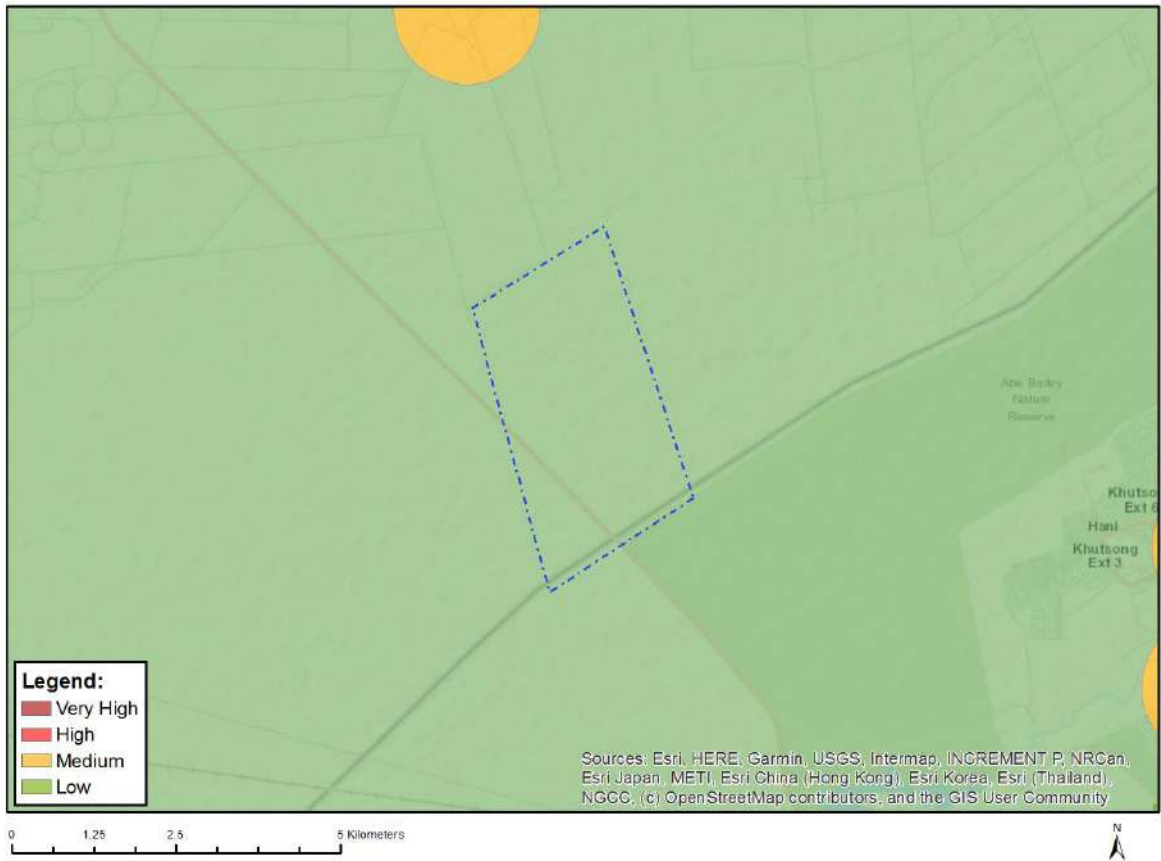 Abe Bailey
Nature
Reserve
Khutso
Ext 6
Hani
Khutsong
Ext 3
Legend:
Very High
High
Medium
Low
Sources: Esri, HERE, Garmin, USGS, Intermap, INCREMENT P, NRCan,
Esri Japan, METI, Esri China (Hong Kong), Esri Korea, Esri (Thailand),
NGCC, (c) OpenStreetMap contributors, and the GIS User Community
0 1.25 2.5 5 Kilometers
N